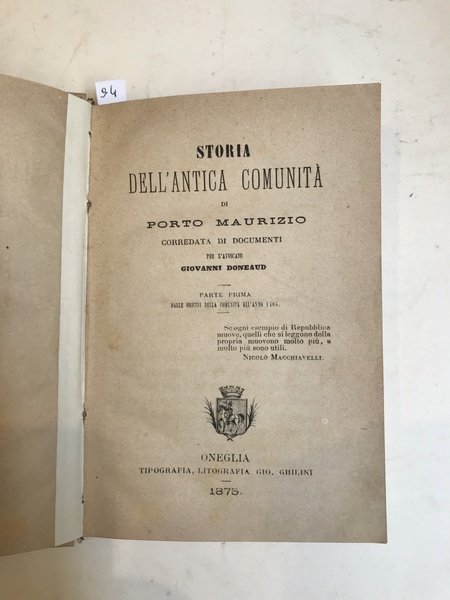 94
STORIA
DELL'ANTICA COMUNITÀ
DI
PORTO MAURIZIO
CORREDATA DI DOCUMENTI
PER L'AVVOCATO
GIOVANNI DONEAUD
PARTE PRIMA
DALLE ORIGINI DELLA COMUNITÀ ALL'ANNO 1405.
Se ogni esempio di Repubblica
muove, quelli che si leggono della
propria muovono molto più, e
molto più sono utili.
NICOLÒ MACCHIAVELLI.
ONEGLIA
TIPOGRAFIA, LITOGRAFIA GIO. GHILINI
1875.